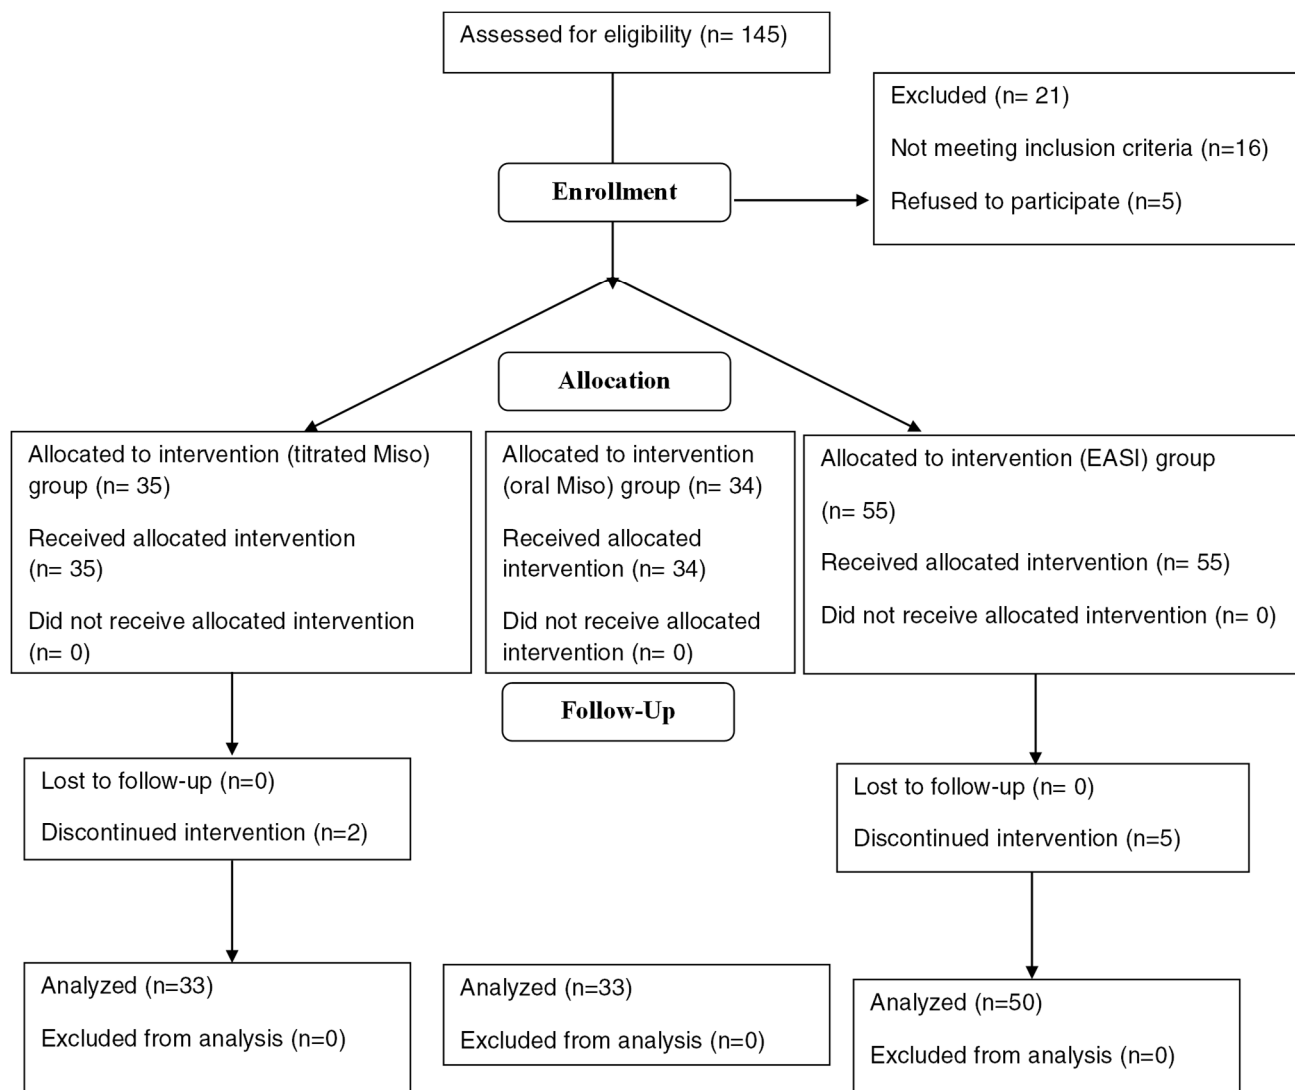 Assessed for eligibility (n= 145)
Excluded (n= 21)
Not meeting inclusion criteria (n=16)
Refused to participate (n=5)
Enrollment
Allocation
Allocated to intervention (titrated Miso)
group (n= 35)
Received allocated intervention
(n= 35)
Did not receive allocated intervention
(n= 0)
Allocated to intervention
(oral Miso) group (n= 34)
Received allocated
intervention (n= 34)
Did not receive allocated
intervention (n= 0)
Allocated to intervention (EASI) group
(n= 55)
Received allocated intervention (n= 55)
Did not receive allocated intervention (n= 0)
Follow-Up
Lost to follow-up (n=0)
Discontinued intervention (n=2)
Lost to follow-up (n= 0)
Discontinued intervention (n=5)
Analyzed (n=33)
Excluded from analysis (n=0)
Analyzed (n=33)
Excluded from analysis (n=0)
Analyzed (n=50)
Excluded from analysis (n=0)